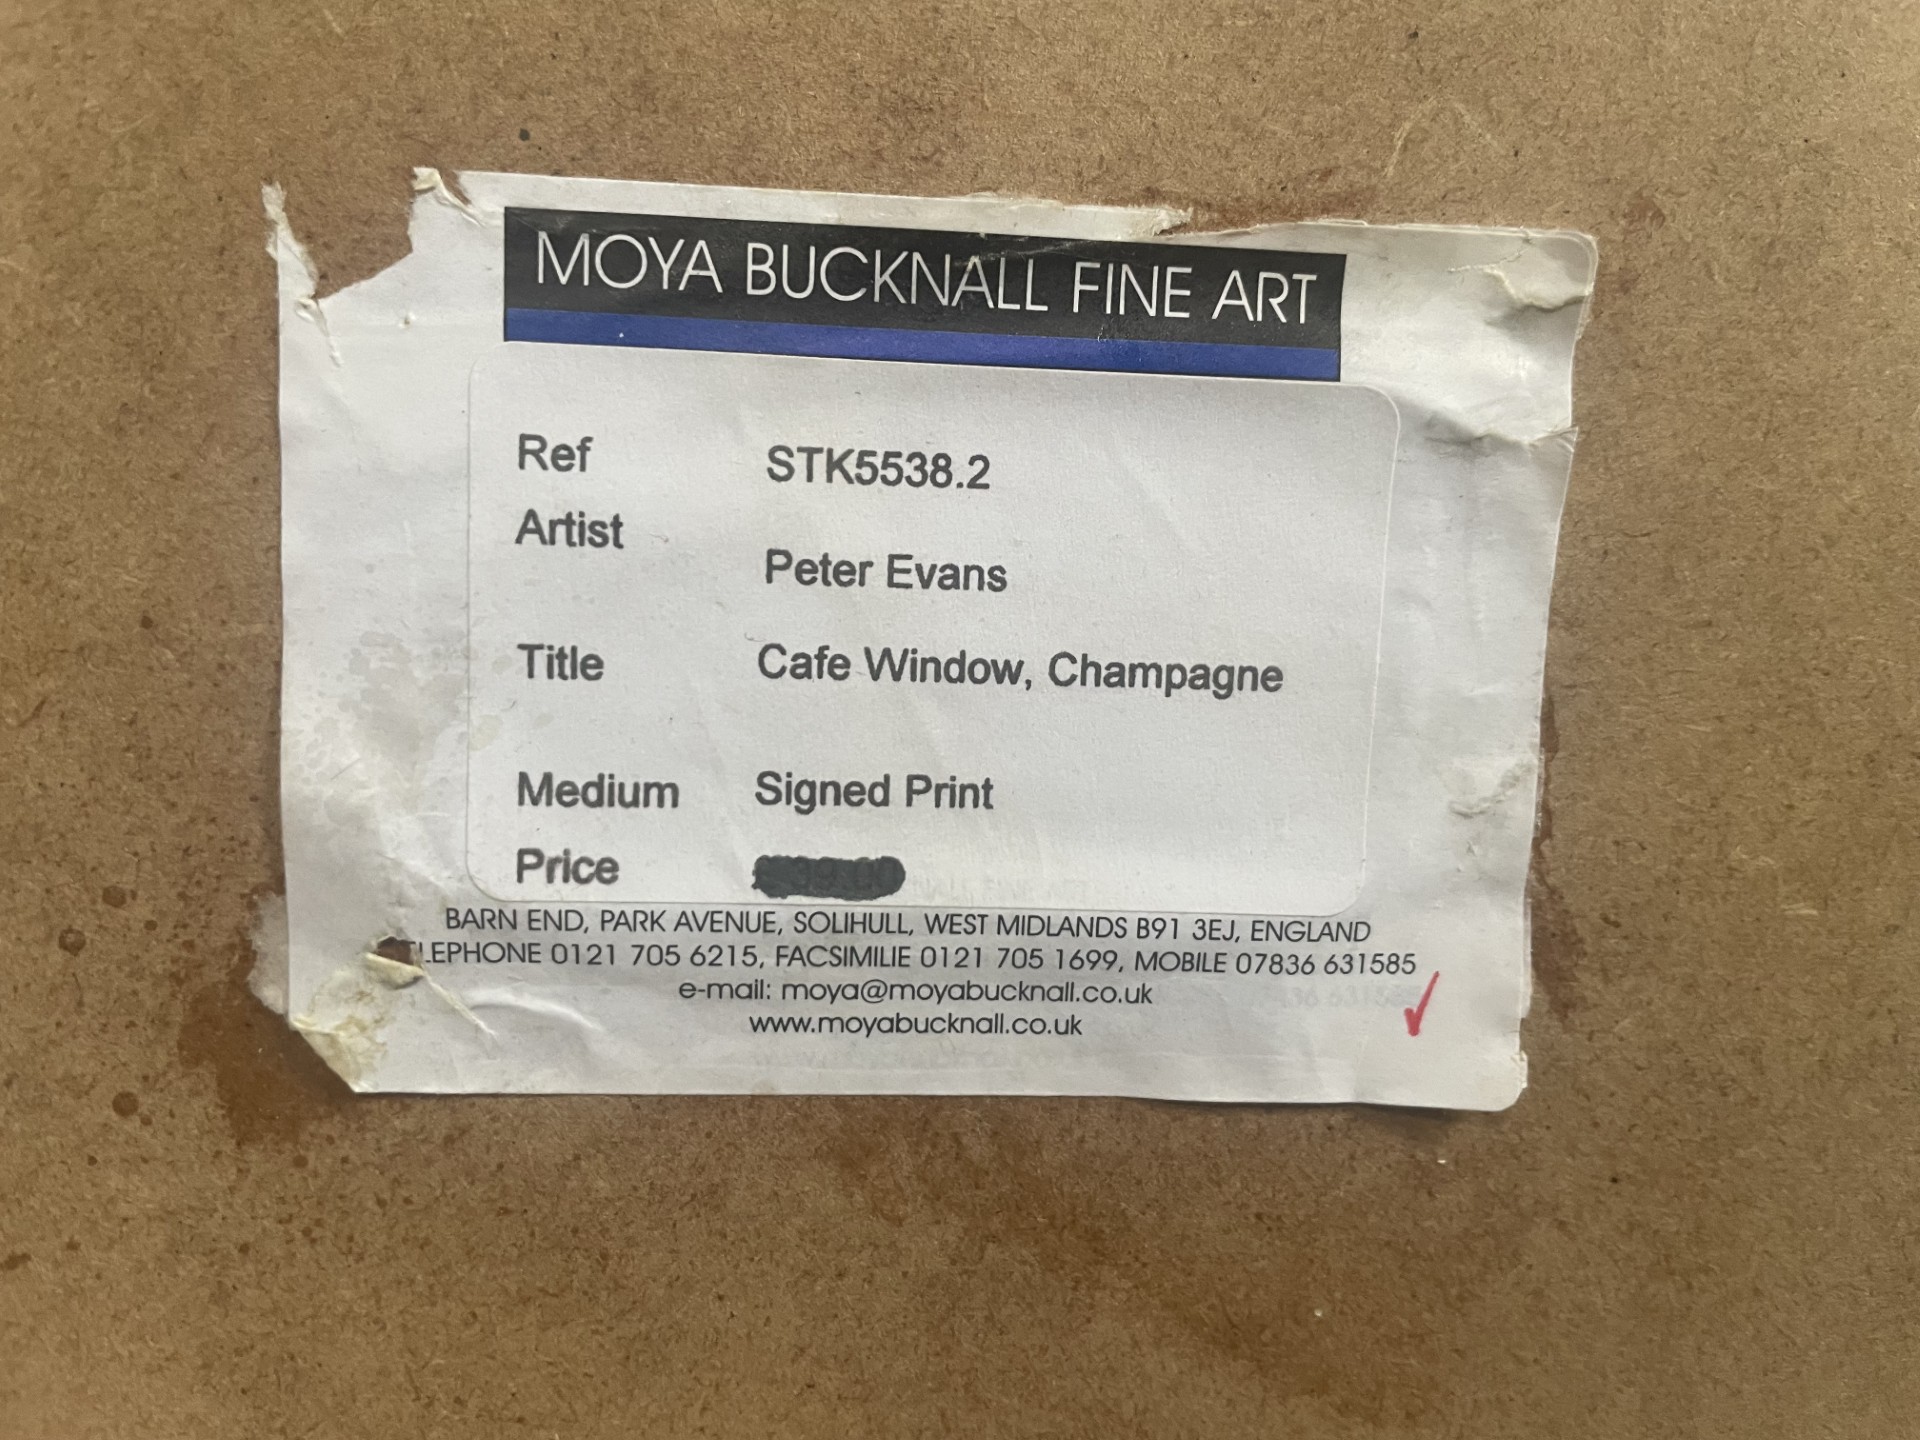 MOYA BUCKNALL FINE ART
Ref STK5538.2
Artist
Peter Evans
Title Cafe Window, Champagne
Medium Signed Print
Price
BARN END, PARK AVENUE, SOLIHULL, WEST MIDLANDS B91 3EJ, ENGLAND
LEPHONE 0121 705 6215, FACSIMILIE 0121 705 1699, MOBILE 07836 631585
e-mail: moya@moyabucknall.co.uk
www.moyabucknall.co.uk